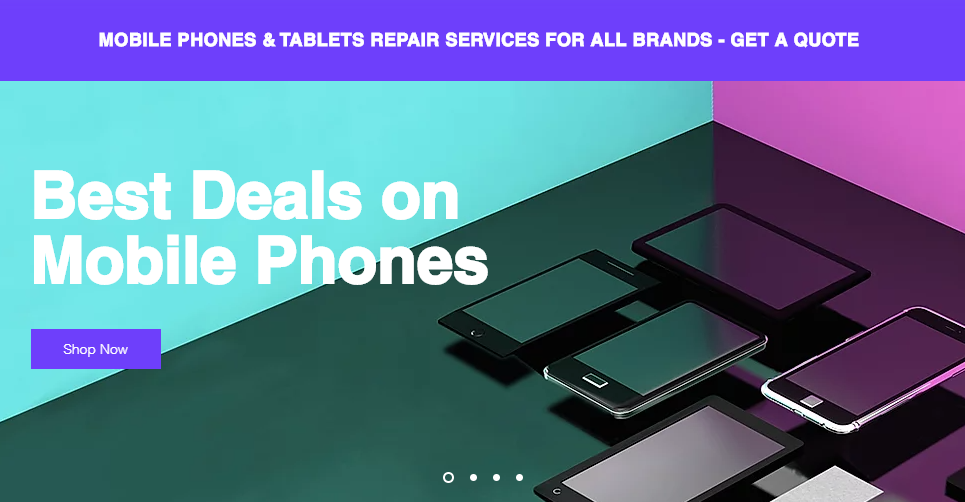 MOBILE PHONES & TABLETS REPAIR SERVICES FOR ALL BRANDS - GET A QUOTE
Best Deals on
Mobile Phones
Shop Now